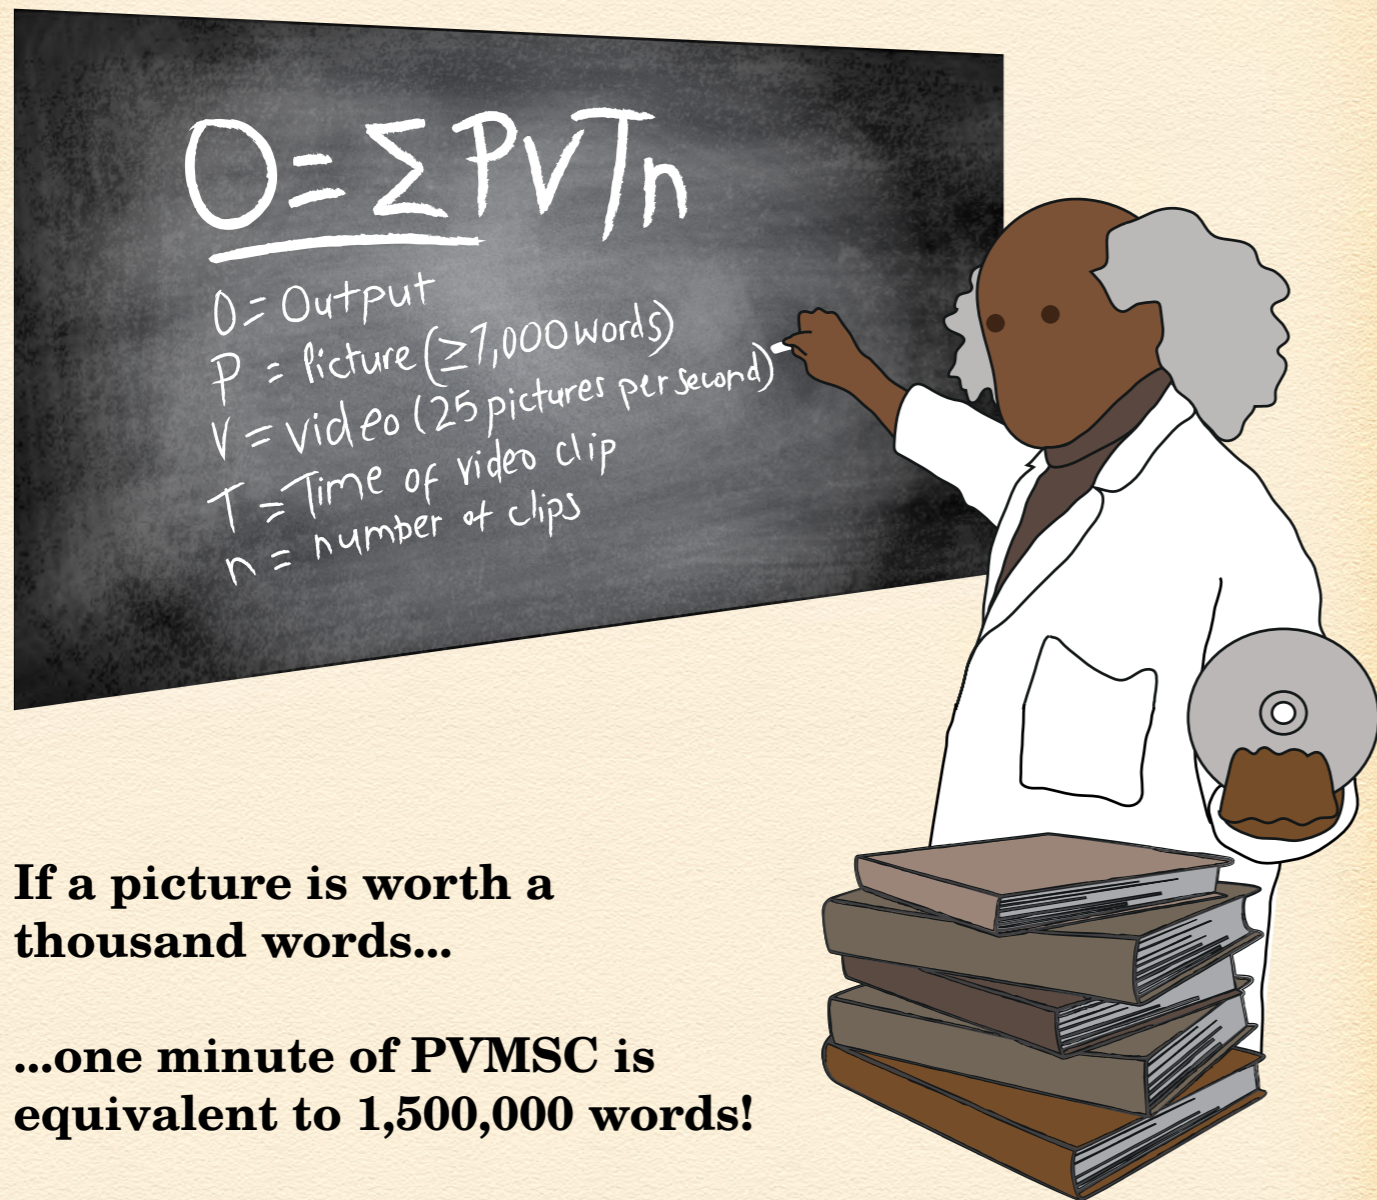 O=ΣPVTn
O = Output
P = Picture (≥1,000 words)
V = video (25 pictures per second)
T = Time of video clip
n = number of clips
If a picture is worth a
thousand words...
...one minute of PVMSC is
equivalent to 1,500,000 words!